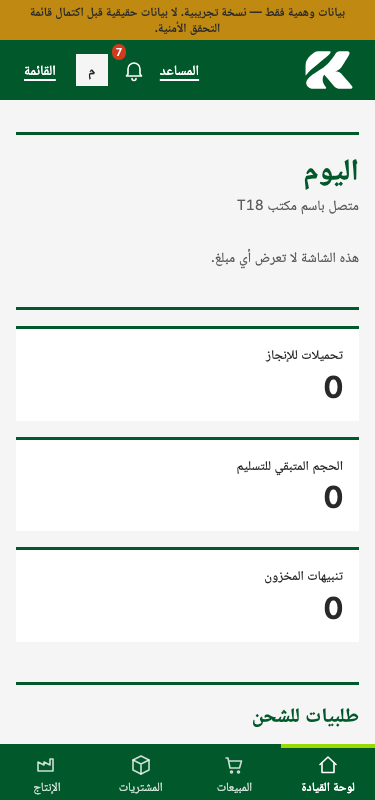 بيانات وهمية فقط — نسخة تجريبية. لا بيانات حقيقية قبل اكتمال قائمة
التحقق الأمنية.
المساعد
7
م
القائمة
اليوم
متصل باسم مكتب T18
هذه الشاشة لا تعرض أي مبلغ.
تحميلات للإنجاز
0
الحجم المتبقي للتسليم
0
تنبيهات المخزون
0
طلبيات للشحن
لوحة القيادة
المبيعات
المشتريات
الإنتاج